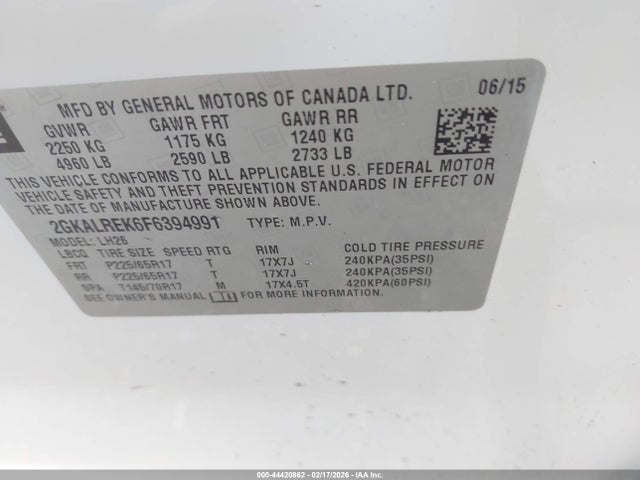 MFD BY GENERAL MOTORS OF CANADA LTD. 06/15
GVWR GAWR FRT GAWR RR
2250 KG 1175 KG 1240 KG
4960 LB 2590 LB 2733 LB
THIS VEHICLE CONFORMS TO ALL APPLICABLE U.S. FEDERAL MOTOR
VEHICLE SAFETY, BUMPER, AND THEFT PREVENTION STANDARDS IN EFFECT ON
THE DATE OF MANUFACTURE SHOWN ABOVE.
2GKALREK6F6394991 TYPE: M.P.V.
MODEL: LH26
LBCQ TIRE SIZE SPEED RTG RIM COLD TIRE PRESSURE
FRT P225/65R17 T 17X7J 240KPA(35PSI)
RR P225/65R17 T 17X7J 240KPA(35PSI)
SPA T145/70R17 M 17X4.5T 420KPA(60PSI)
SEE OWNER'S MANUAL FOR MORE INFORMATION.
000-44420862 - 02/17/2026 - IAAI.COM